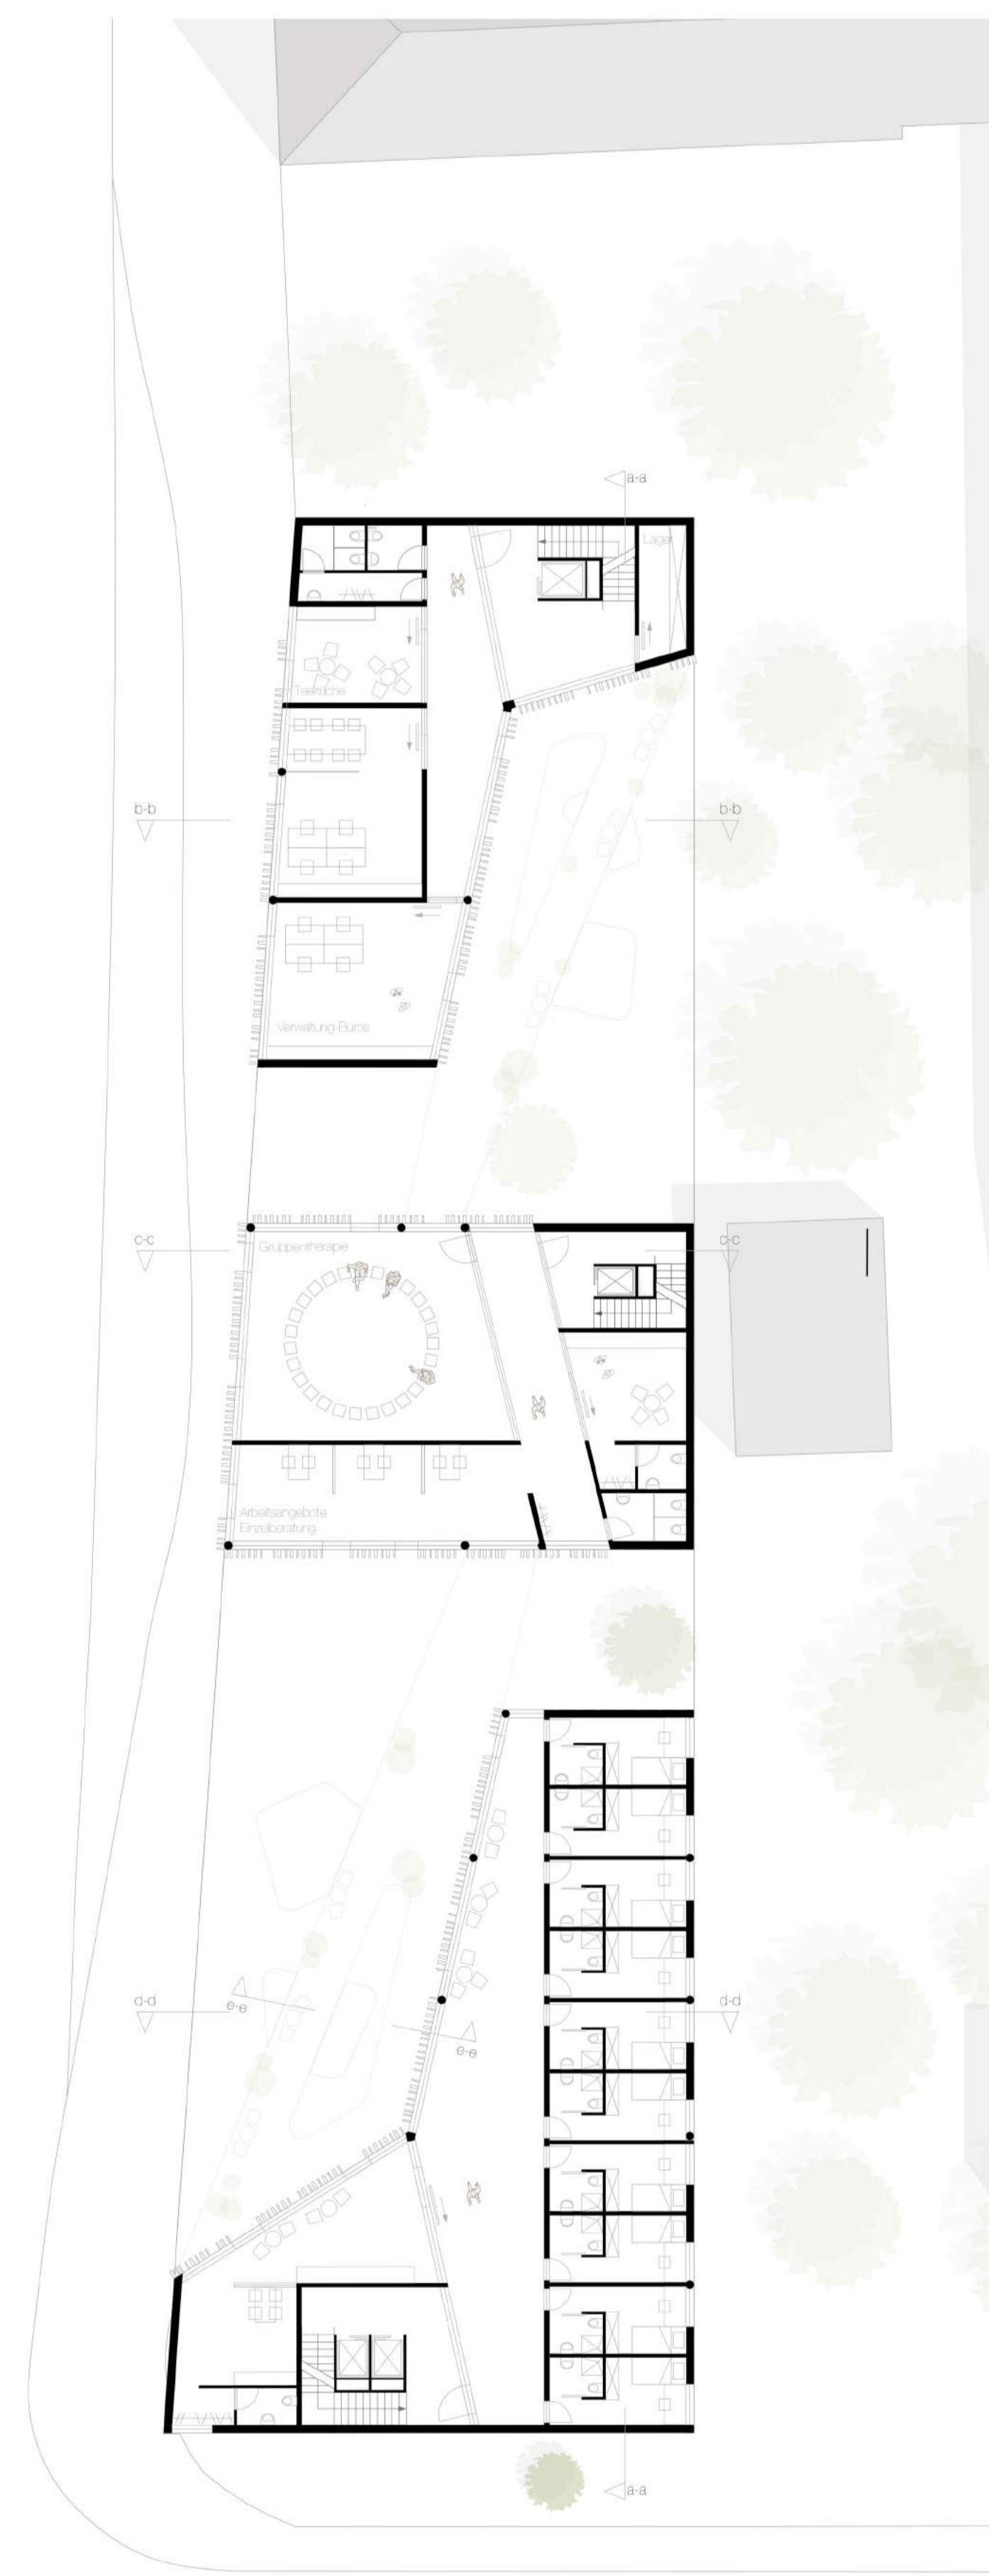 a-a
Lager
Teeküche
b-b
b-b
Verwaltung-Büros
c-c
c-c
Gruppentherapie
Arbeitsangebote
Einzelberatung
d-d
e-e
d-d
e-e
a-a